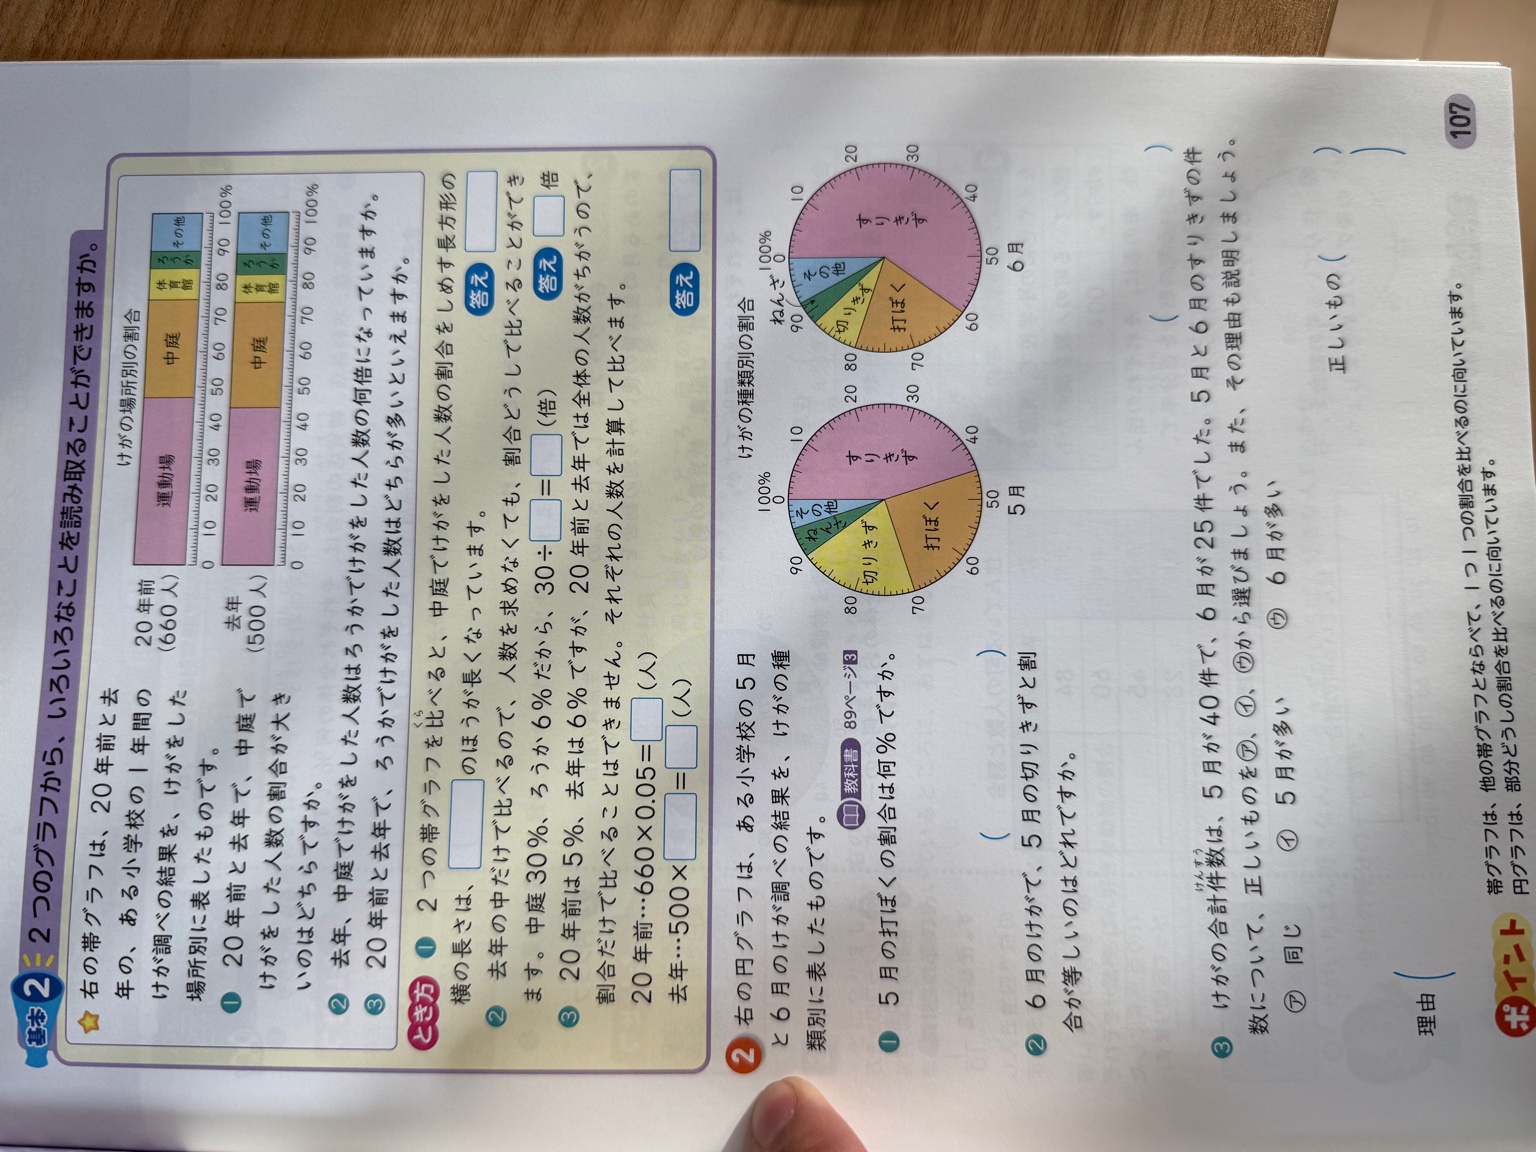 基本2 2つのグラフから、いろいろなことを読み取ることができますか。
右の帯グラフは、20年前と去
年の、ある小学校の1年間の
けが調べの結果を、けがをした
場所別に表したものです。
❶ 20年前と去年で、中庭で
けがをした人数の割合が大き
いのはどちらですか。
❷ 去年、中庭でけがをした人数はろうかでけがをした人数の何倍になっていますか。
❸ 20年前と去年で、ろうかでけがをした人数はどちらが多いといえますか。
けがの場所別の割合
20年前
(660人)
運動場 中庭 体育館 ろうか その他
0 10 20 30 40 50 60 70 80 90 100%
去年
(500人)
運動場 中庭 体育館 ろうか その他
0 10 20 30 40 50 60 70 80 90 100%
とき方 ❶ 2つの帯グラフを比べると、中庭でけがをした人数の割合をしめす長方形の
くら
横の長さは、 のほうが長くなっています。 答え
❷ 去年の中だけで比べるので、人数を求めなくても、割合どうしで比べることができ
ます。中庭30%、ろうか6%だから、30÷ = (倍) 答え 倍
❸ 20年前は5%、去年は6%ですが、20年前と去年では全体の人数がちがうので、
割合だけで比べることはできません。それぞれの人数を計算して比べます。
20年前…660×0.05= (人)
去年…500× = (人) 答え
2 右の円グラフは、ある小学校の5月
と6月のけが調べの結果を、けがの種
類別に表したものです。
教科書 89ページ3
❶ 5月の打ぼくの割合は何%ですか。
( )
❷ 6月のけがで、5月の切りきずと割
合が等しいのはどれですか。
( )
けがの種類別の割合
100%
0 10 20 30 40 50 60 70 80 90
すりきず
打ぼく
切りきず
ねんざ
その他
5月
100%
0 10 20 30 40 50 60 70 80 90
すりきず
打ぼく
切りきず
ねんざ
その他
6月
❸ けがの合計件数は、5月が40件で、6月が25件でした。5月と6月のすりきずの件
けんすう
数について、正しいものを㋐、㋑、㋒から選びましょう。また、その理由も説明しましょう。
㋐ 同じ ㋑ 5月が多い ㋒ 6月が多い
正しいもの( )
理由( )
ポイント 帯グラフは、他の帯グラフとならべて、1つ1つの割合を比べるのに向いています。
円グラフは、部分どうしの割合を比べるのに向いています。
107